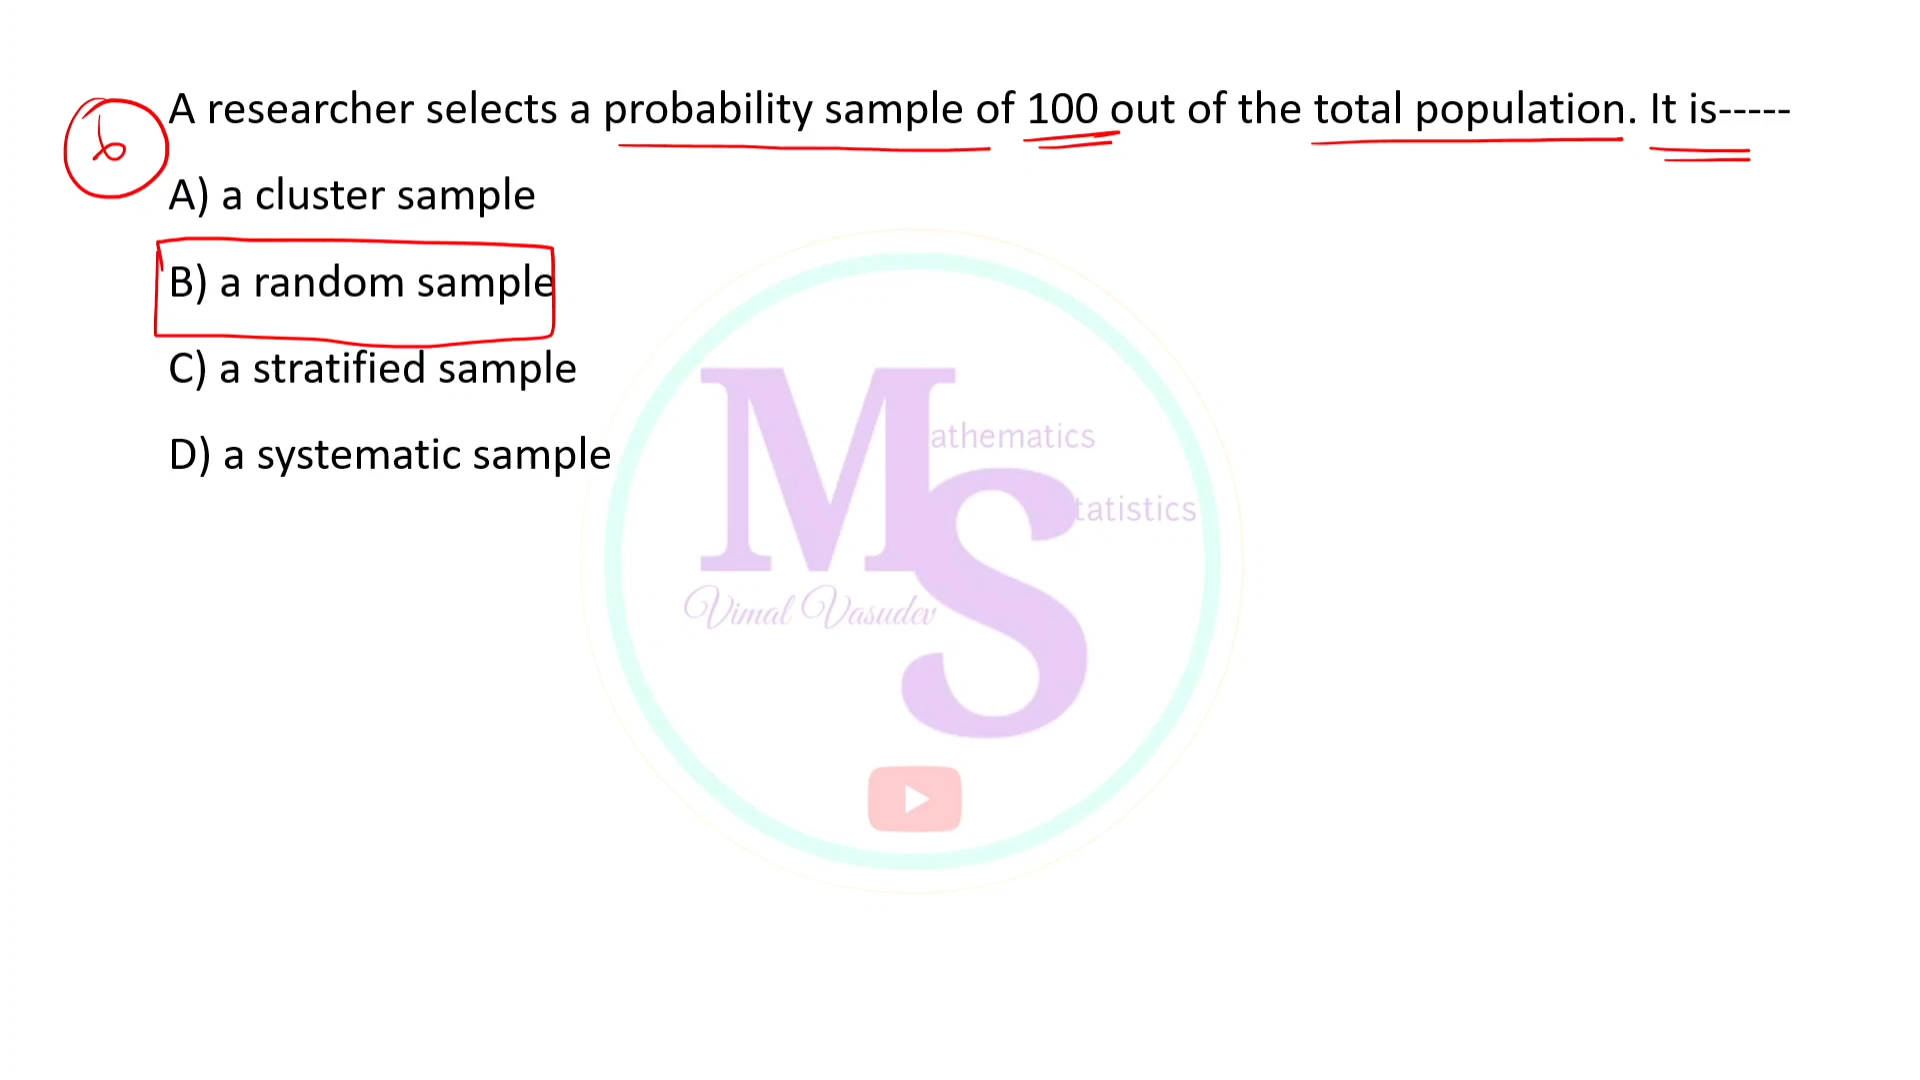 6
A researcher selects a probability sample of 100 out of the total population. It is-----
A) a cluster sample
B) a random sample
C) a stratified sample
D) a systematic sample
M
athematics
S
tatistics
Vimal Vasudev